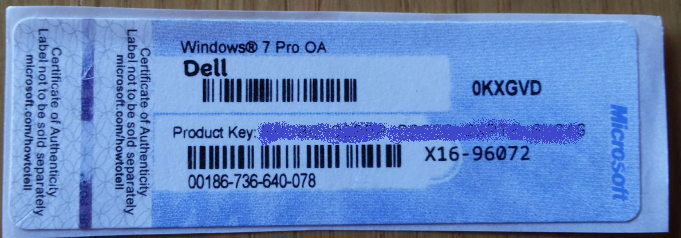 Certificate of Authenticity
Label not to be sold separately
microsoft.com/howtotell
Certificate of Authenticity
Label not to be sold separately
microsoft.com/howtotell
Windows® 7 Pro OA
Dell
0KXGVD
Product Key:
X16-96072
00186-736-640-078
Microsoft